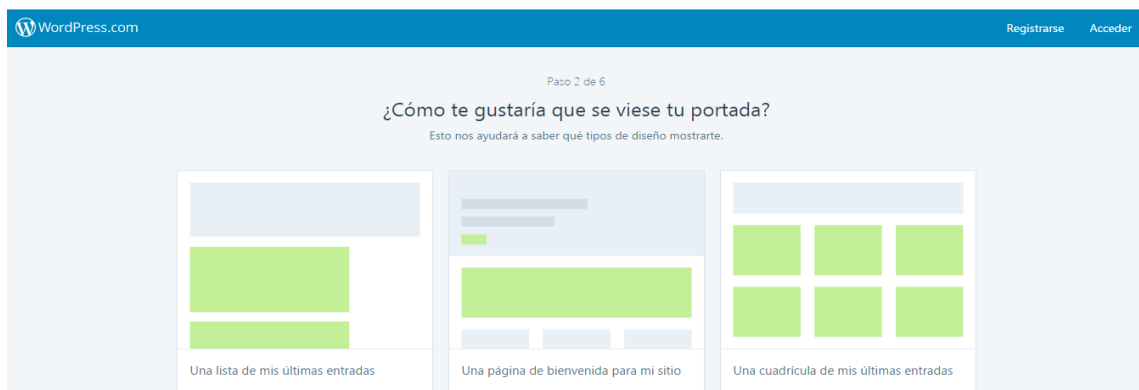 WordPress.com
Registrarse
Acceder
Paso 2 de 6
¿Cómo te gustaría que se viese tu portada?
Esto nos ayudará a saber qué tipos de diseño mostrarte.
Una lista de mis últimas entradas
Una página de bienvenida para mi sitio
Una cuadrícula de mis últimas entradas